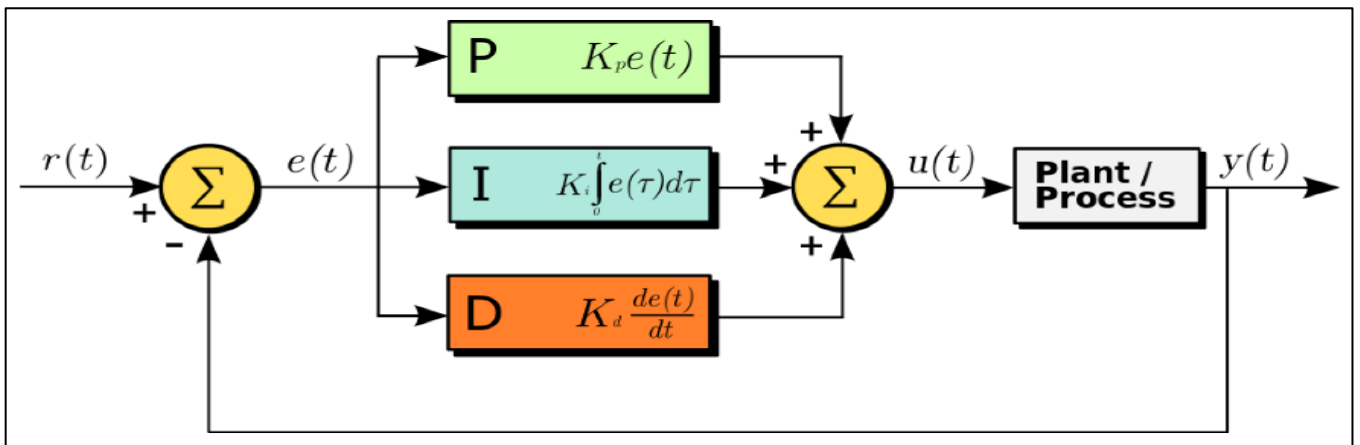 P K_p e(t)
r(t) + − Σ e(t)
I K_i ∫_0^t e(τ)dτ
+ + + Σ u(t)
Plant /
Process
y(t)
D K_d de(t)/dt